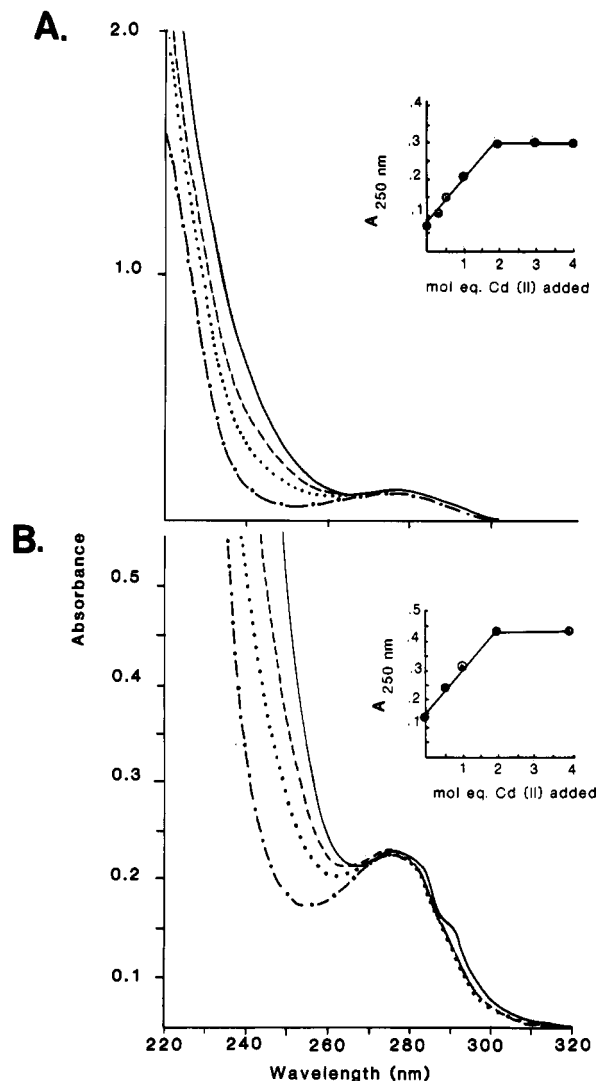 A.
2.0
1.0
.4
.3
.2
.1
A 250 nm
1 2 3 4
mol eq. Cd (II) added
B.
Absorbance
0.5
0.4
0.3
0.2
0.1
.5
.4
.3
.2
.1
A 250 nm
1 2 3 4
mol eq. Cd (II) added
220 240 260 280 300 320
Wavelength (nm)